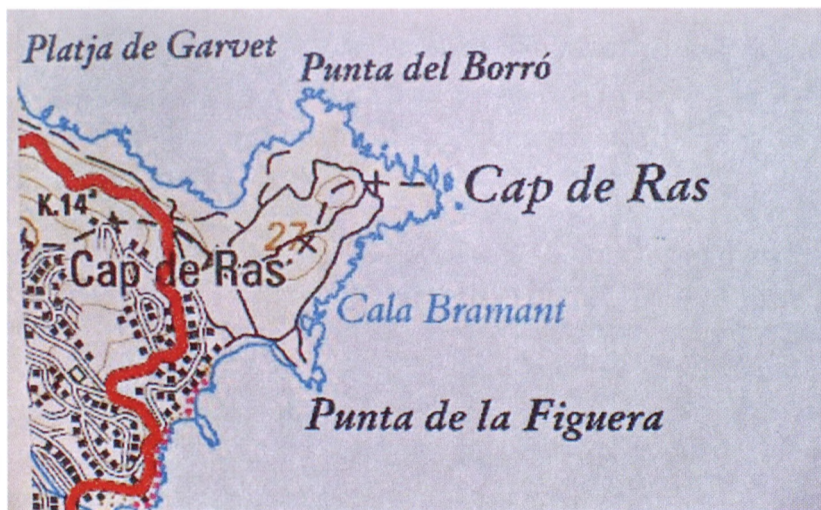 Platja de Garvet
Punta del Borró
Cap de Ras
K.14
27
Cap de Ras
Cala Bramant
Punta de la Figuera